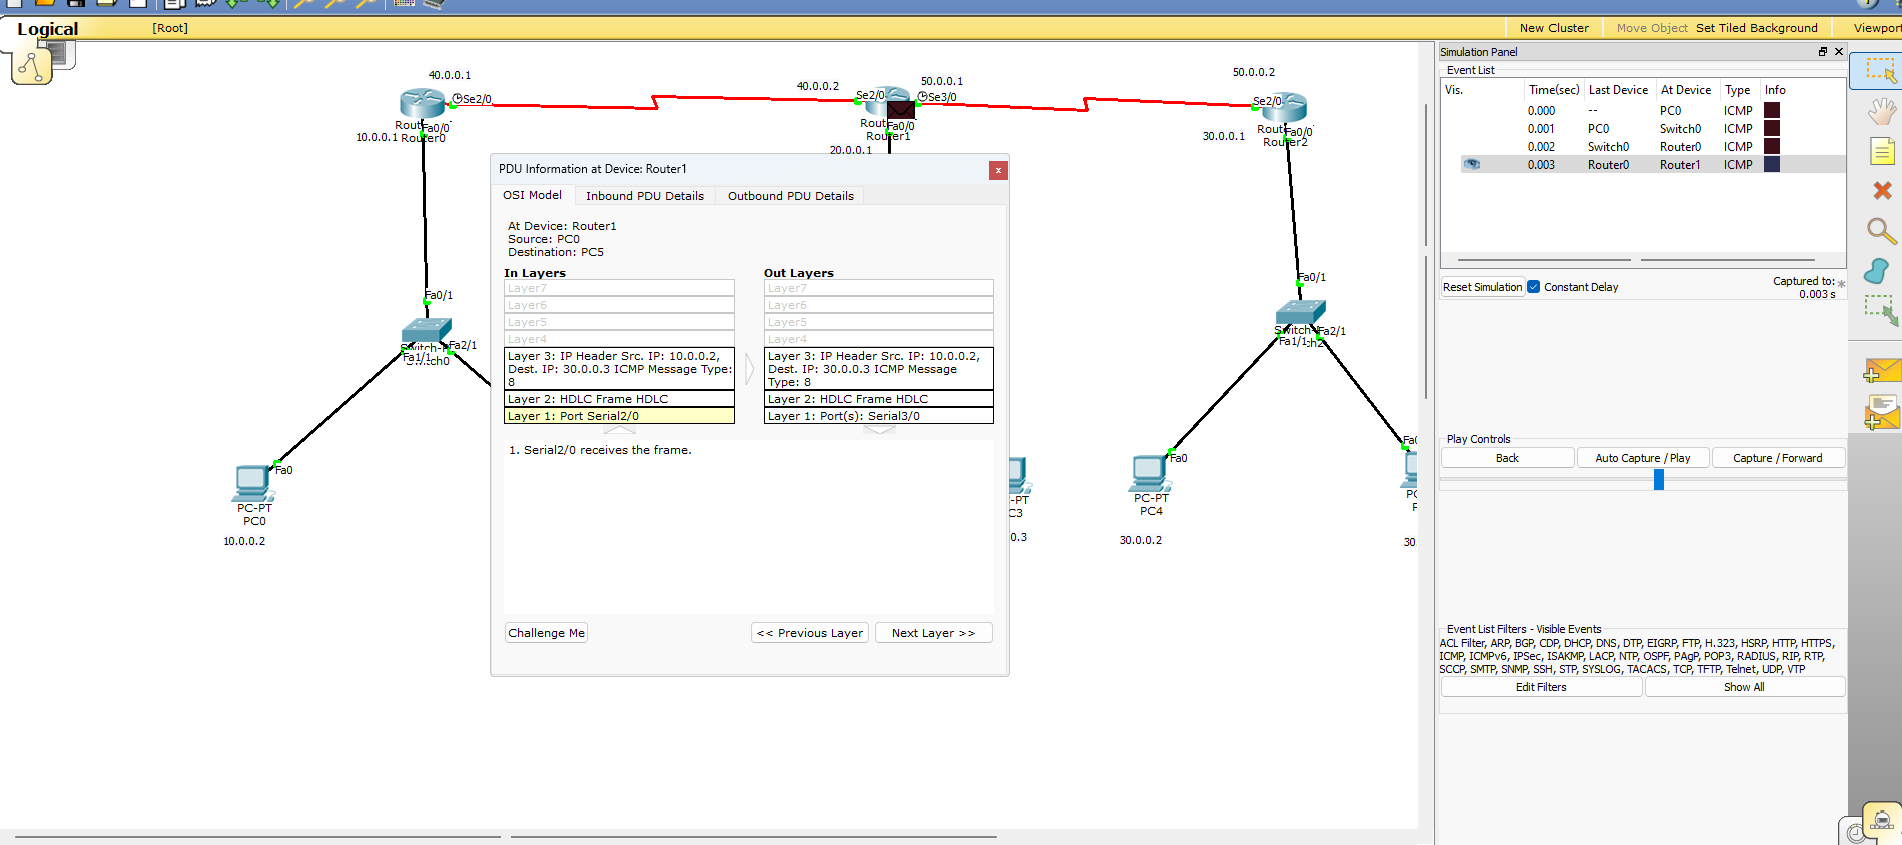 Logical
[Root]
New Cluster
Move Object
Set Tiled Background
Viewport
40.0.0.1
Se2/0
Fa0/0
Router0
10.0.0.1
40.0.0.2
50.0.0.1
Se2/0
Se3/0
Fa0/0
Router1
20.0.0.1
50.0.0.2
Se2/0
30.0.0.1
Fa0/0
Router2
PDU Information at Device: Router1
x
OSI Model
Inbound PDU Details
Outbound PDU Details
At Device: Router1
Source: PC0
Destination: PC5
In Layers
Layer7
Layer6
Layer5
Layer4
Layer 3: IP Header Src. IP: 10.0.0.2,
Dest. IP: 30.0.0.3 ICMP Message Type:
8
Layer 2: HDLC Frame HDLC
Layer 1: Port Serial2/0
Out Layers
Layer7
Layer6
Layer5
Layer4
Layer 3: IP Header Src. IP: 10.0.0.2,
Dest. IP: 30.0.0.3 ICMP Message
Type: 8
Layer 2: HDLC Frame HDLC
Layer 1: Port(s): Serial3/0
1. Serial2/0 receives the frame.
Challenge Me
<< Previous Layer
Next Layer >>
Fa0/1
Fa2/1
Fa1/1
Fa0
PC-PT
PC0
10.0.0.2
-PT
C3
0.3
Fa0/1
Fa2/1
Fa1/1
Fa0
PC-PT
PC4
30.0.0.2
Fa0
30.
Simulation Panel
Event List
Vis. Time(sec) Last Device At Device Type Info
0.000 -- PC0 ICMP
0.001 PC0 Switch0 ICMP
0.002 Switch0 Router0 ICMP
0.003 Router0 Router1 ICMP
Reset Simulation
Constant Delay
Captured to:
0.003 s
*
Play Controls
Back
Auto Capture / Play
Capture / Forward
Event List Filters - Visible Events
ACL Filter, ARP, BGP, CDP, DHCP, DNS, DTP, EIGRP, FTP, H.323, HSRP, HTTP, HTTPS,
ICMP, ICMPv6, IPSec, ISAKMP, LACP, NTP, OSPF, PAgP, POP3, RADIUS, RIP, RTP,
SCCP, SMTP, SNMP, SSH, STP, SYSLOG, TACACS, TCP, TFTP, Telnet, UDP, VTP
Edit Filters
Show All